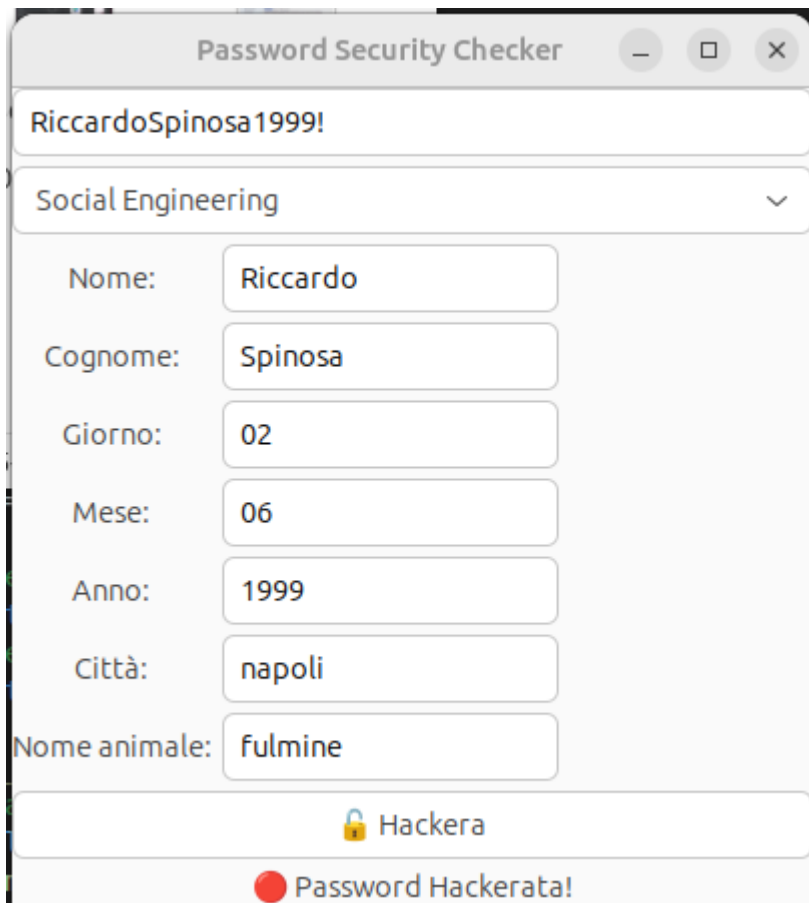 Password Security Checker
RiccardoSpinosa1999!
Social Engineering
Nome: Riccardo
Cognome: Spinosa
Giorno: 02
Mese: 06
Anno: 1999
Città: napoli
Nome animale: fulmine
🔓 Hackera
🔴 Password Hackerata!